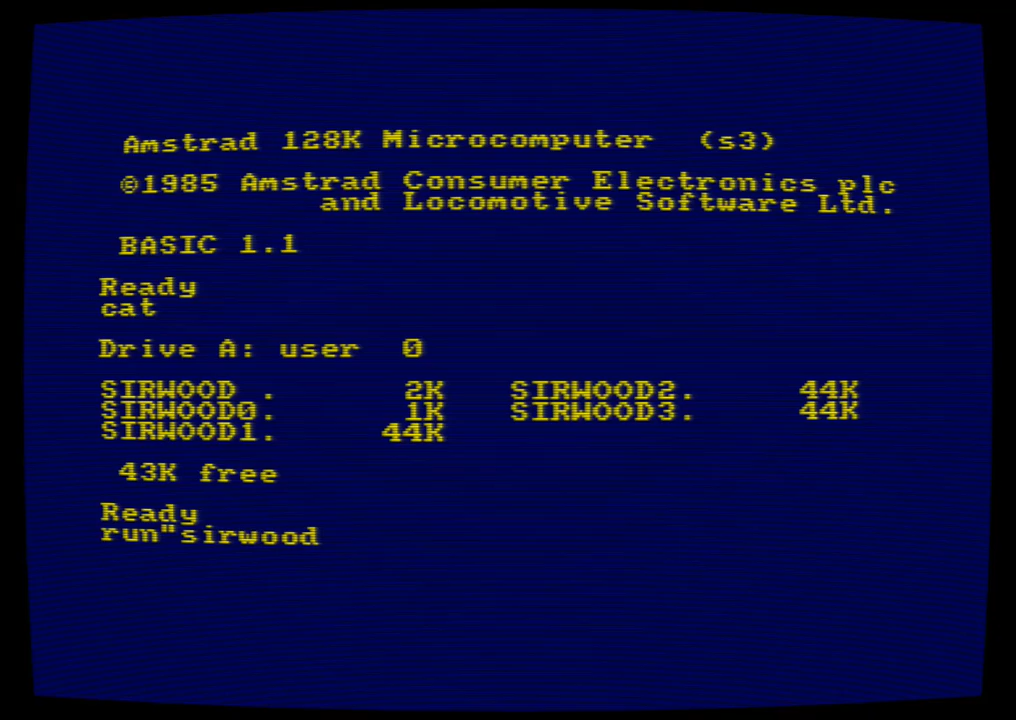 Amstrad 128K Microcomputer (s3)
©1985 Amstrad Consumer Electronics plc
and Locomotive Software Ltd.
BASIC 1.1
Ready
cat
Drive A: user 0
SIRWOOD . 2K SIRWOOD2. 44K
SIRWOOD0. 1K SIRWOOD3. 44K
SIRWOOD1. 44K
43K free
Ready
run"sirwood